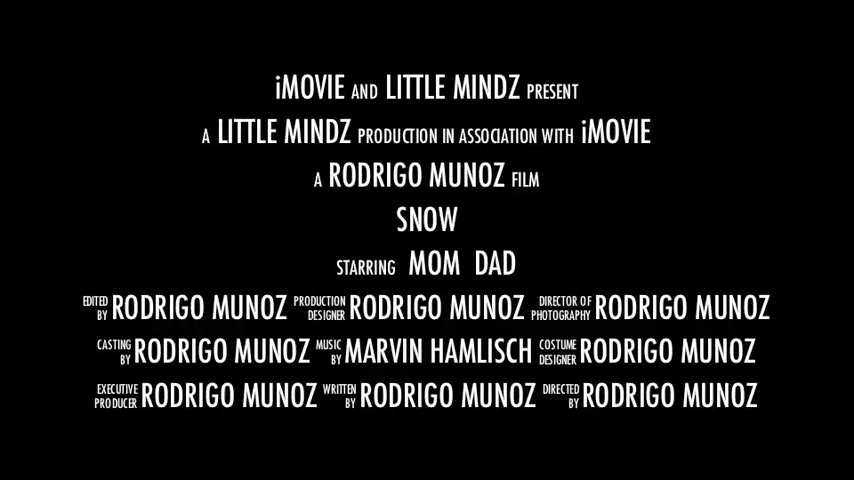 iMOVIE AND LITTLE MINDZ PRESENT
A LITTLE MINDZ PRODUCTION IN ASSOCIATION WITH iMOVIE
A RODRIGO MUNOZ FILM
SNOW
STARRING MOM DAD
EDITED BY RODRIGO MUNOZ PRODUCTION DESIGNER RODRIGO MUNOZ DIRECTOR OF PHOTOGRAPHY RODRIGO MUNOZ
CASTING BY RODRIGO MUNOZ MUSIC BY MARVIN HAMLISCH COSTUME DESIGNER RODRIGO MUNOZ
EXECUTIVE PRODUCER RODRIGO MUNOZ WRITTEN BY RODRIGO MUNOZ DIRECTED BY RODRIGO MUNOZ